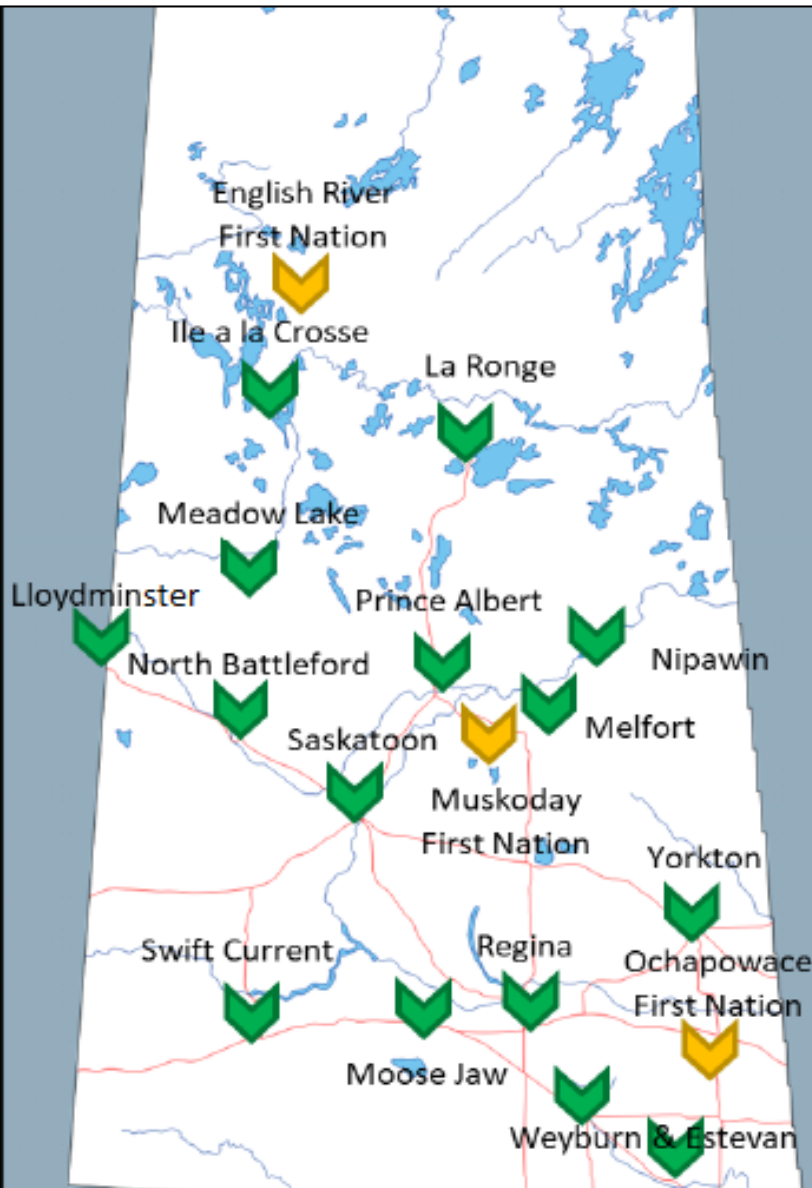 English River
First Nation
Ile a la Crosse
La Ronge
Meadow Lake
Lloydminster
Prince Albert
North Battleford
Nipawin
Melfort
Saskatoon
Muskoday
First Nation
Yorkton
Swift Current
Regina
Ochapowace
First Nation
Moose Jaw
Weyburn & Estevan